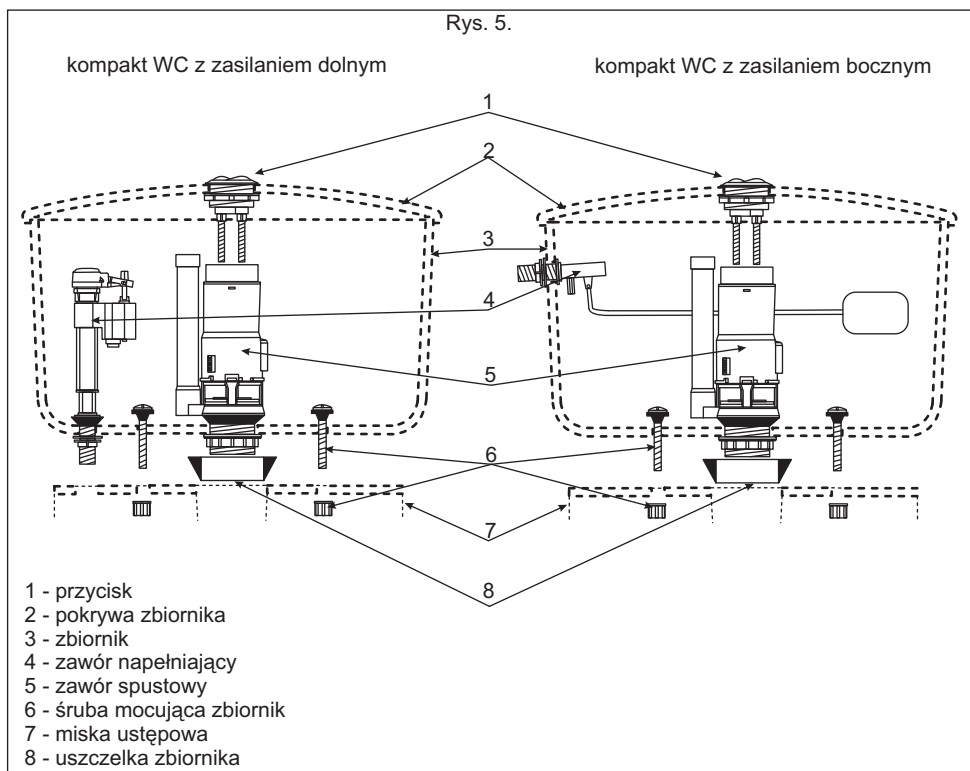 Rys. 5.
kompakt WC z zasilaniem dolnym
kompakt WC z zasilaniem bocznym
1
2
3
4
5
6
7
8
1 - przycisk
2 - pokrywa zbiornika
3 - zbiornik
4 - zawór napełniający
5 - zawór spustowy
6 - śruba mocująca zbiornik
7 - miska ustępowa
8 - uszczelka zbiornika